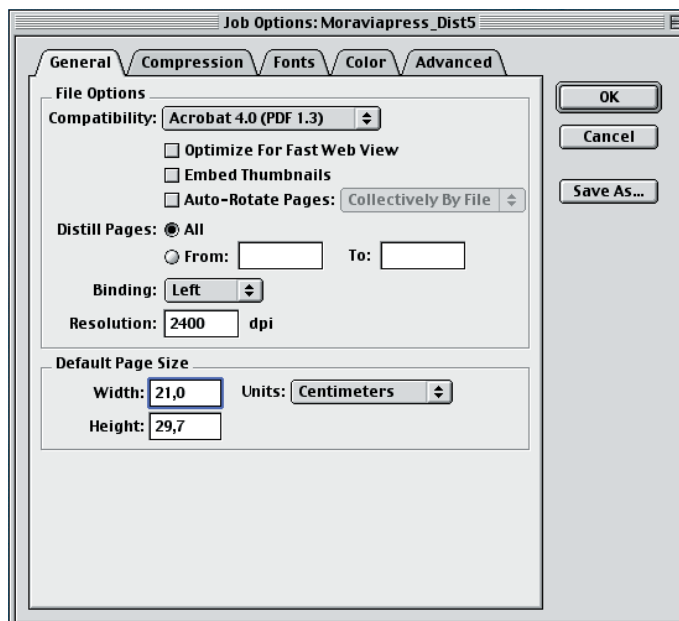 Job Options: Moraviapress_Dist5
General Compression Fonts Color Advanced
File Options
Compatibility: Acrobat 4.0 (PDF 1.3)
Optimize For Fast Web View
Embed Thumbnails
Auto-Rotate Pages: Collectively By File
Distill Pages: All
From: To:
Binding: Left
Resolution: 2400 dpi
Default Page Size
Width: 21,0 Units: Centimeters
Height: 29,7
OK
Cancel
Save As...